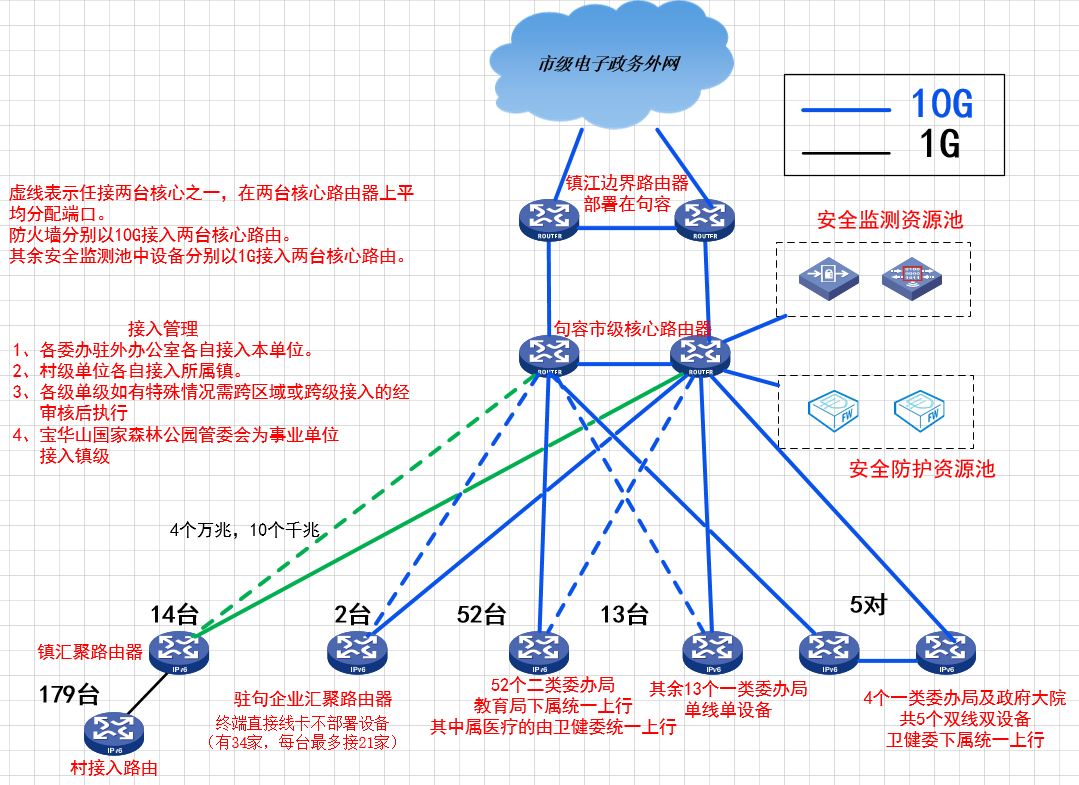 市级电子政务外网
10G
1G
镇江边界路由器
部署在句容
ROUTER
ROUTER
虚线表示任接两台核心之一，在两台核心路由器上平
均分配端口。
防火墙分别以10G接入两台核心路由。
其余安全监测池中设备分别以1G接入两台核心路由。
安全监测资源池
接入管理
1、各委办驻外办公室各自接入本单位。
2、村级单位各自接入所属镇。
3、各级单级如有特殊情况需跨区域或跨级接入的经
审核后执行
4、宝华山国家森林公园管委会为事业单位
接入镇级
句容市级核心路由器
ROUTER
ROUTER
FW
FW
安全防护资源池
4个万兆，10个千兆
14台
2台
52台
13台
5对
镇汇聚路由器
IPv6
IPv6
IPv6
IPv6
IPv6
IPv6
179台
IPv6
村接入路由
驻句企业汇聚路由器
终端直接线卡不部署设备
（有34家，每台最多接21家）
52个二类委办局
教育局下属统一上行
其中属医疗的由卫健委统一上行
其余13个一类委办局
单线单设备
4个一类委办局及政府大院
共5个双线双设备
卫健委下属统一上行